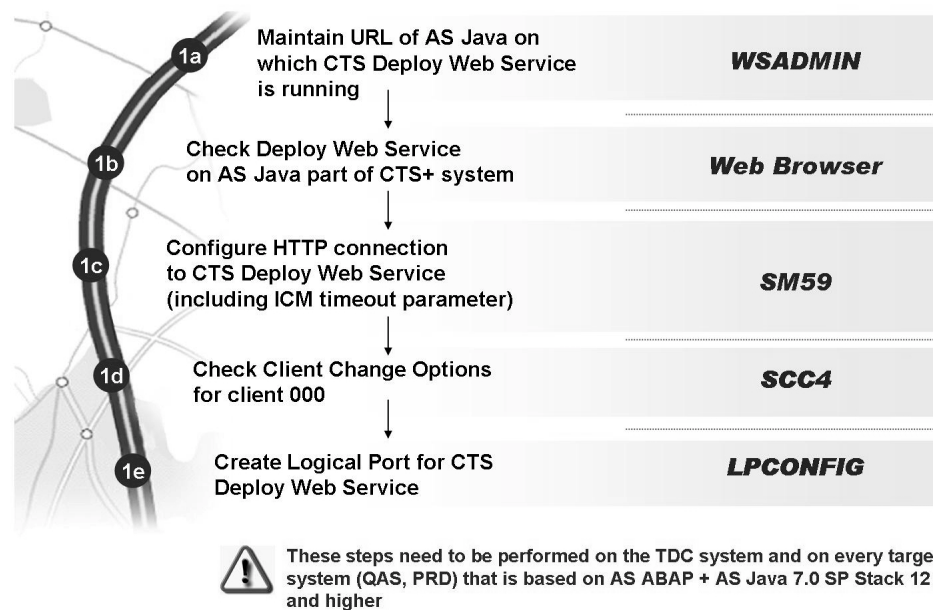 1a
Maintain URL of AS Java on
which CTS Deploy Web Service
is running
WSADMIN
1b
Check Deploy Web Service
on AS Java part of CTS+ system
Web Browser
1c
Configure HTTP connection
to CTS Deploy Web Service
(including ICM timeout parameter)
SM59
1d
Check Client Change Options
for client 000
SCC4
1e
Create Logical Port for CTS
Deploy Web Service
LPCONFIG
These steps need to be performed on the TDC system and on every targe
system (QAS, PRD) that is based on AS ABAP + AS Java 7.0 SP Stack 12
and higher